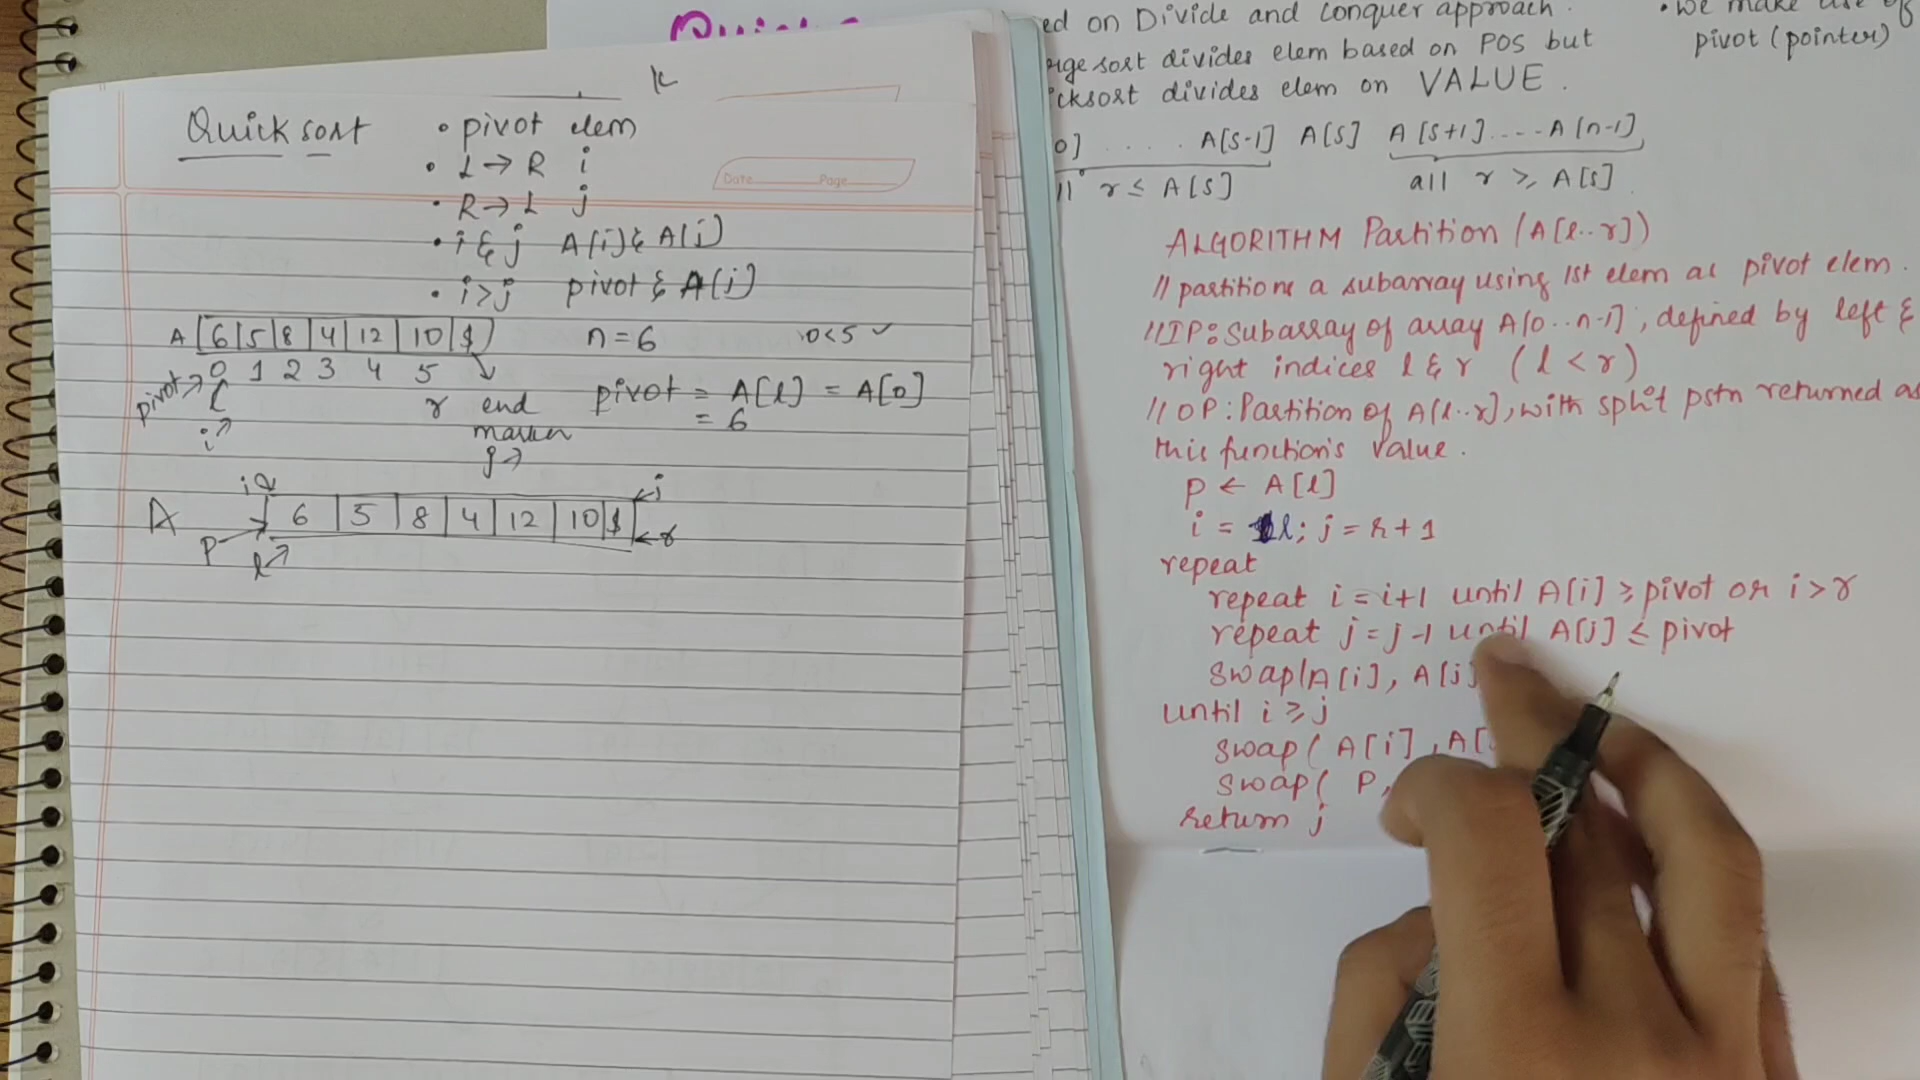 Quick sort
• pivot elem
• L → R i
• R → L j
• i & j A[i] & A[j]
• i > j pivot & A[j]
Date Page
A 6 5 8 4 12 10 $
n = 6
0 < 5 ✓
0 1 2 3 4 5
pivot → l
r end marker
i
j →
pivot = A[l] = A[0]
= 6
i
j
A 6 5 8 4 12 10 $
p
l
r
ed on Divide and Conquer approach.
rge sort divides elem based on POS but
cksort divides elem on VALUE.
• We make use of
pivot (pointer)
0] . . . . A[s-1] A[s] A[s+1] .... A[n-1]
r ≤ A[s] all r ≥ A[s]
ALGORITHM Partition (A[l..r])
// partitions a subarray using 1st elem as pivot elem.
// IP: Subarray of array A[0..n-1], defined by left &
right indices l & r (l < r)
// OP: Partition of A[l..r], with split pstn returned as
this function's value.
p ← A[l]
i = l; j = r + 1
repeat
repeat i = i+1 until A[i] ≥ pivot or i > r
repeat j = j-1 until A[j] ≤ pivot
swap(A[i], A[j]
until i ≥ j
swap( A[i], A[
swap( P,
return j